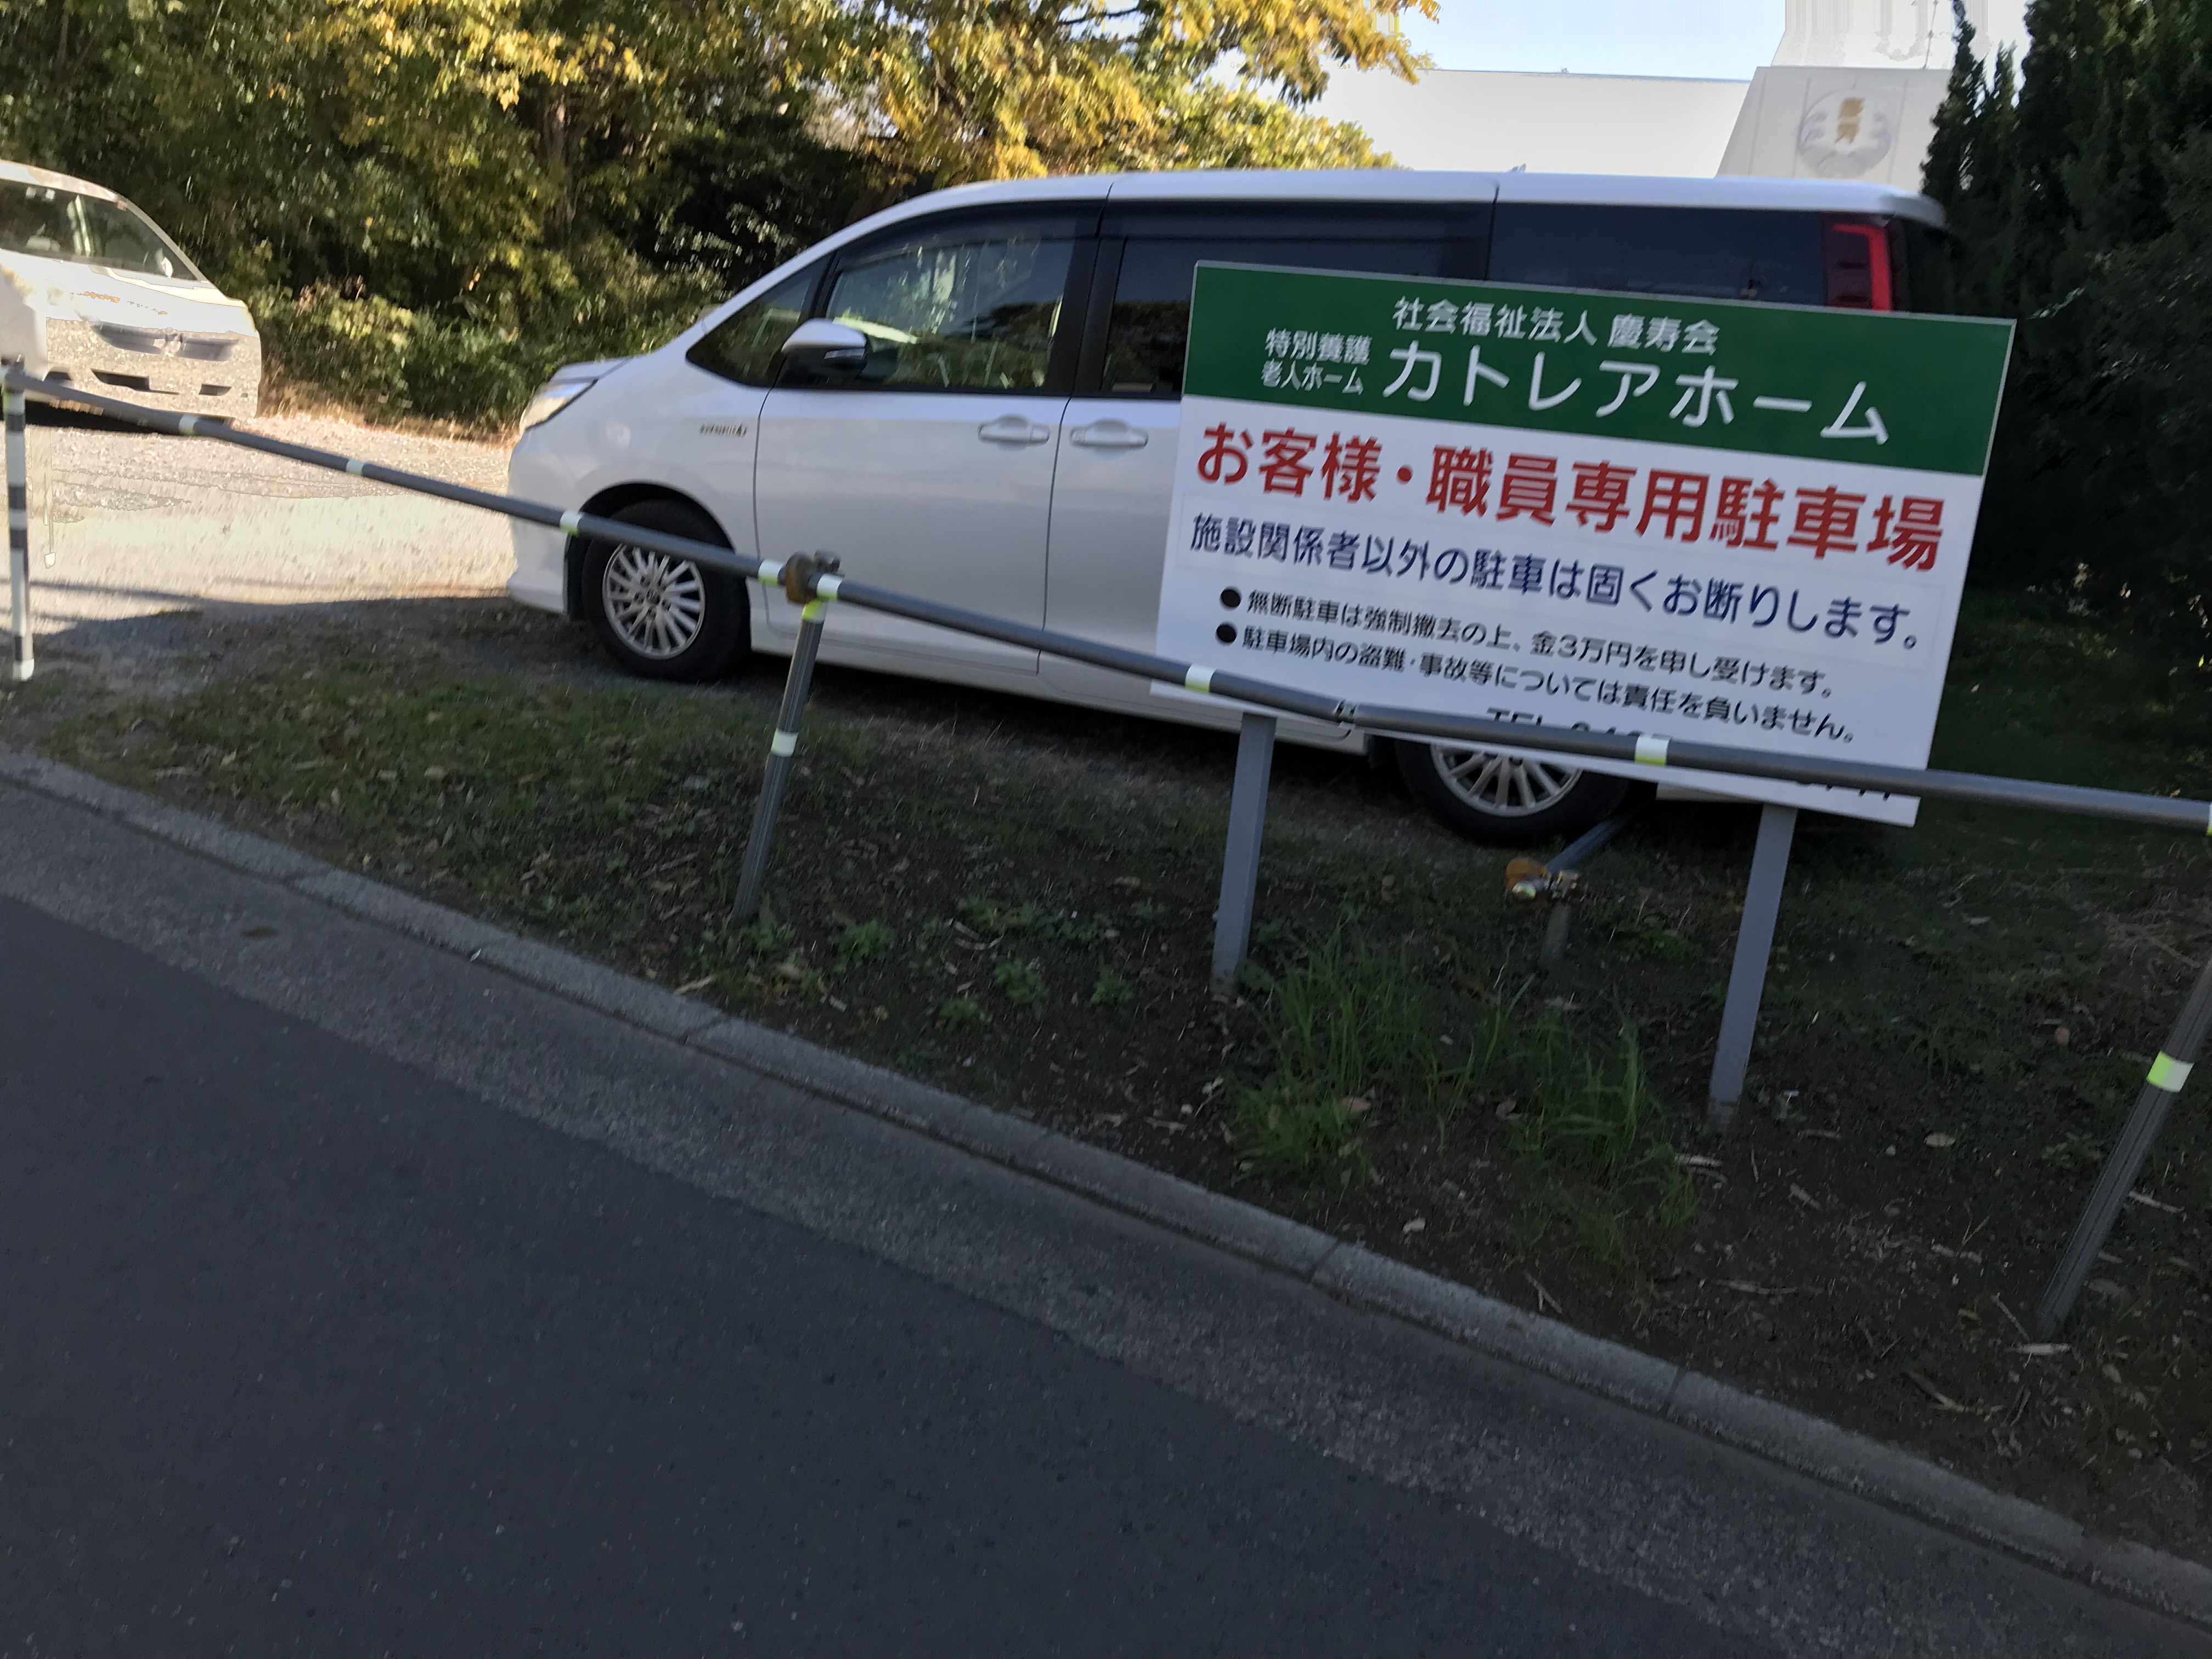 社会福祉法人 慶寿会
特別養護
老人ホーム
カトレアホーム
お客様・職員専用駐車場
施設関係者以外の駐車は固くお断りします。
●無断駐車は強制撤去の上、金3万円を申し受けます。
●駐車場内の盗難・事故等については責任を負いません。
TEL